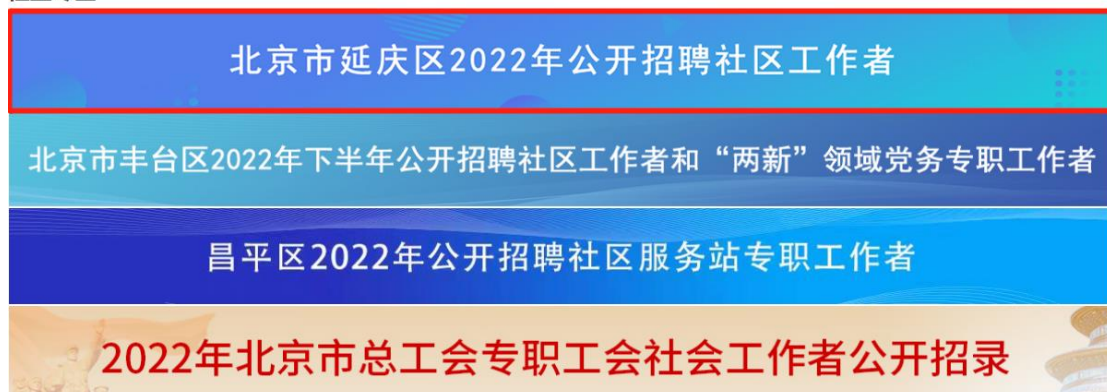 北京市延庆区2022年公开招聘社区工作者
北京市丰台区2022年下半年公开招聘社区工作者和“两新”领域党务专职工作者
昌平区2022年公开招聘社区服务站专职工作者
2022年北京市总工会专职工会社会工作者公开招录